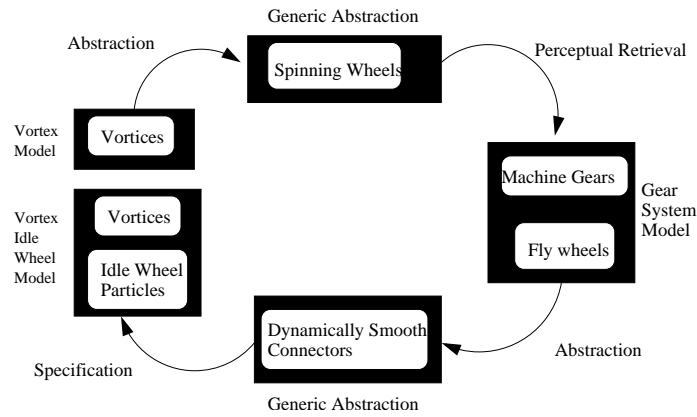 Generic Abstraction
Abstraction
Spinning Wheels
Perceptual Retrieval
Vortex
Model
Vortices
Machine Gears
Fly wheels
Gear
System
Model
Vortex
Idle
Wheel
Model
Vortices
Idle Wheel
Particles
Dynamically Smooth
Connectors
Abstraction
Specification
Generic Abstraction